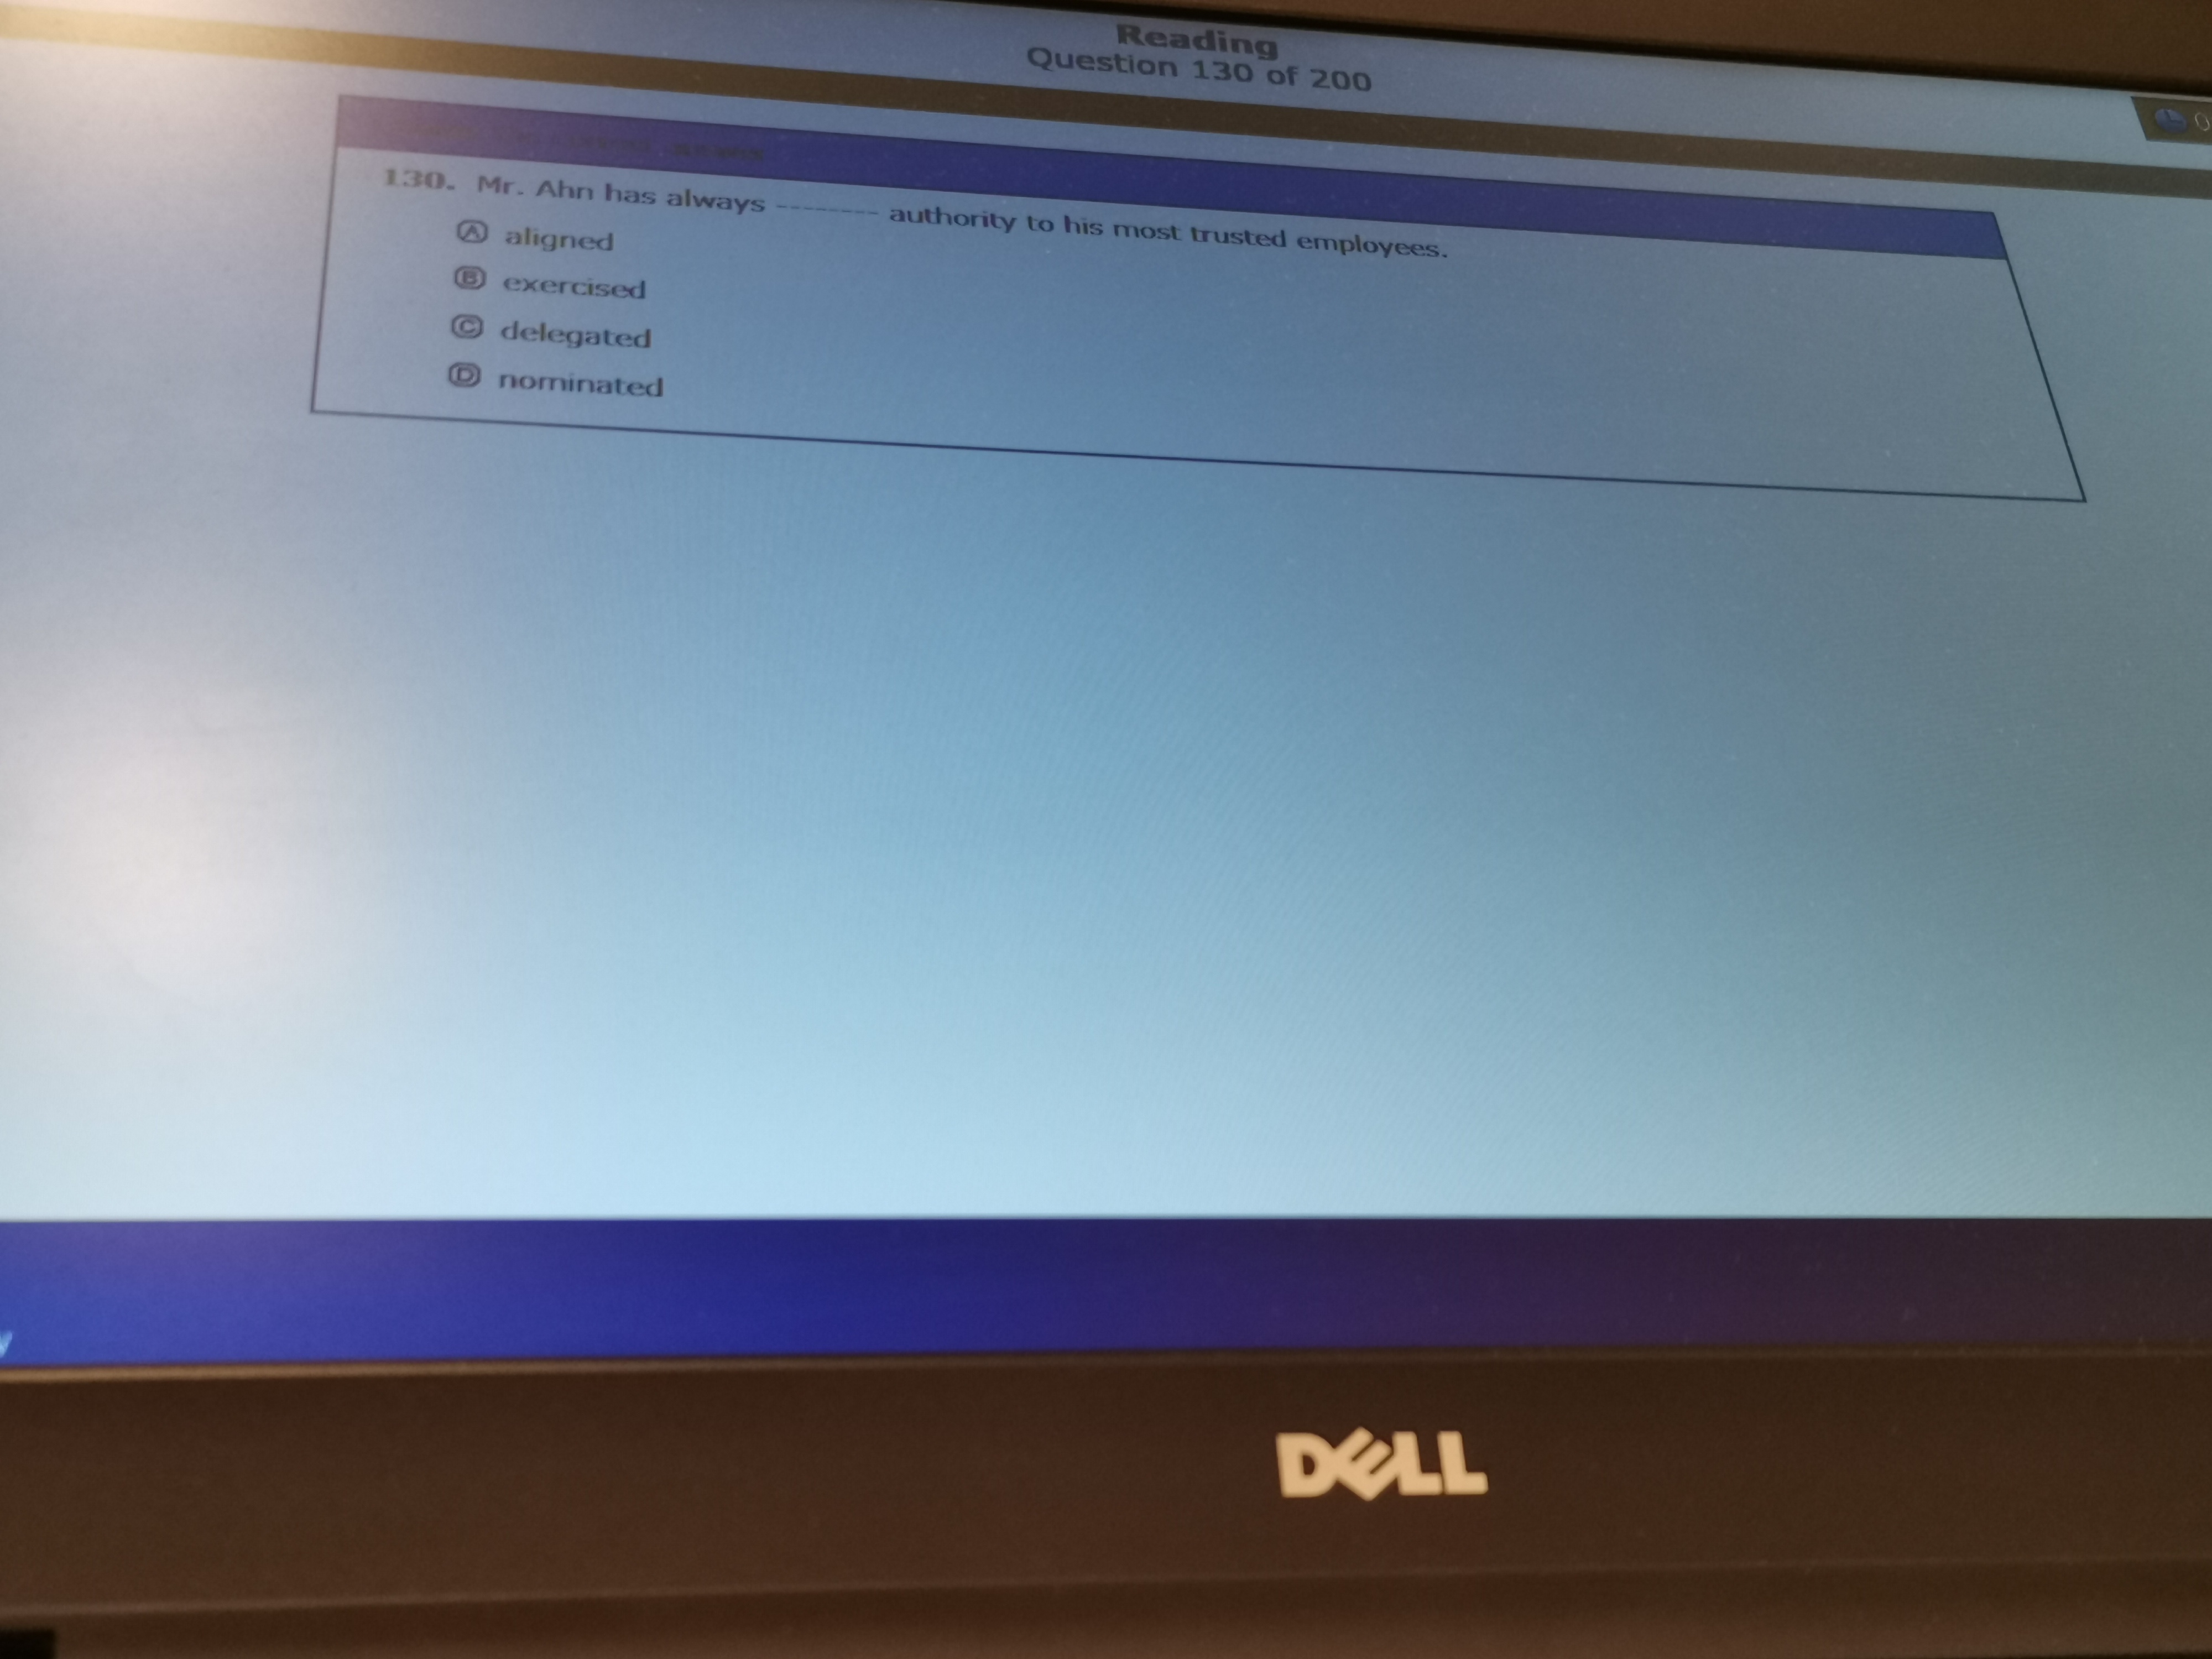 Reading
Question 130 of 200
0
130. Mr. Ahn has always -------- authority to his most trusted employees.
A aligned
B exercised
C delegated
D nominated
DELL